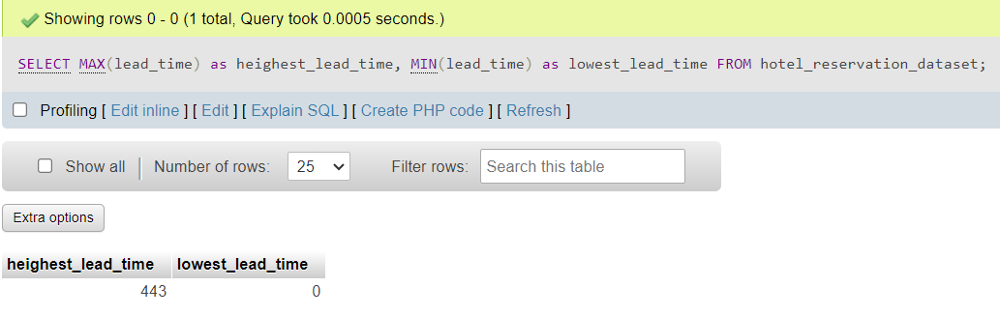 Showing rows 0 - 0 (1 total, Query took 0.0005 seconds.)
SELECT MAX(lead_time) as heighest_lead_time, MIN(lead_time) as lowest_lead_time FROM hotel_reservation_dataset;
Profiling [ Edit inline ] [ Edit ] [ Explain SQL ] [ Create PHP code ] [ Refresh ]
Show all Number of rows: 25 Filter rows: Search this table
Extra options
heighest_lead_time lowest_lead_time
443 0